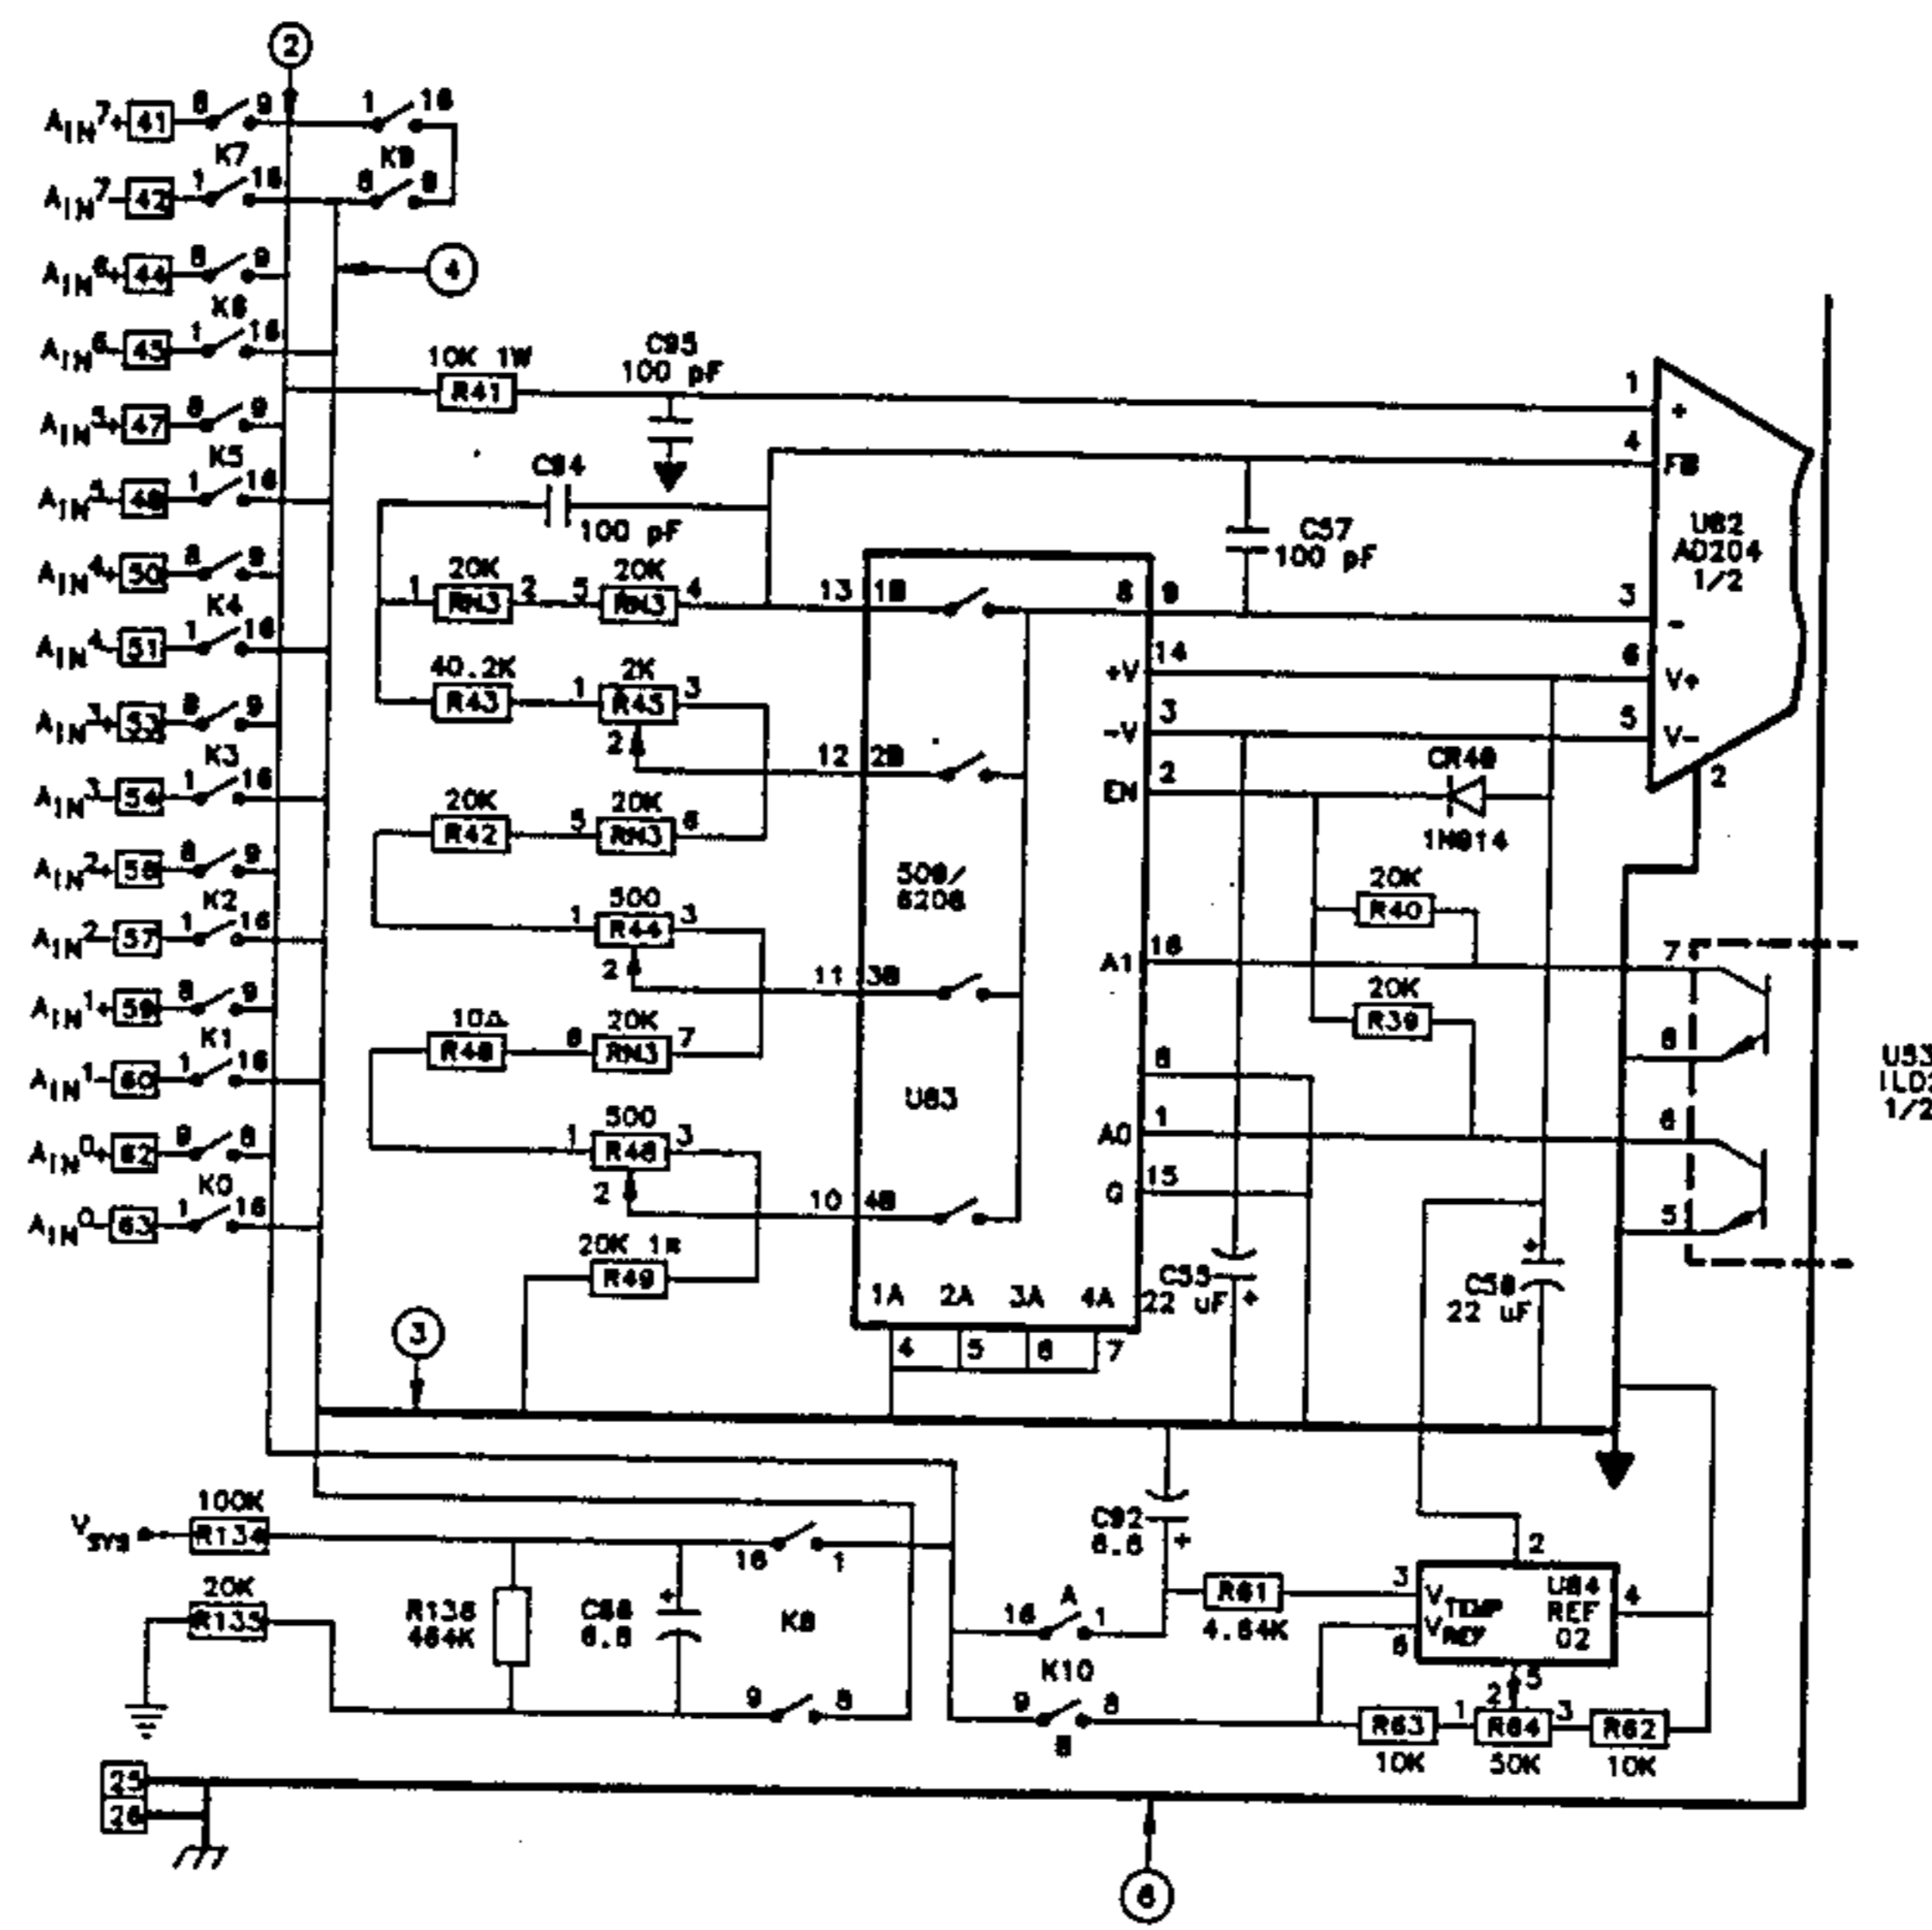 2
AIN7+ 41 8 9 1 16
K7 K9
AIN7- 42 1 16 8 9
AIN6+ 44 8 9
4
K6
AIN6- 45 1 16
C95
100 pF
10K 1W
R41
1
+
AIN5+ 47 8 9
K5
AIN5- 48 1 16
4
FB
C94
100 pF
C57
100 pF
U62
AD204
1/2
AIN4+ 50 8 9
K4
AIN4- 51 1 16
20K 20K
1 RN3 2 5 RN3 4 13 1B 8 9 3 -
40.2K 2K
R43 1 R45 3
2
+V 14 6 V+
-V 3 5 V-
2
AIN3+ 53 8 9
K3
AIN3- 54 1 16
12 2B
EN 2
CR40
1N914
20K 20K
R42 5 RN3 6
AIN2+ 56 8 9
K2
AIN2- 57 1 16
509/
6208
500
1 R44 3
2
11 3B
20K
R40
A1 16 7
20K
R39
8
AIN1+ 59 8 9
K1
AIN1- 60 1 16
10Ω 20K
R48 8 RN3 7
U63
6
A0 1 6
G 15 5
U53
ILD2
1/2
AIN0+ 62 9 8
K0
AIN0- 63 1 16
500
1 R46 3
2
10 4B
20K 1%
R49
1A 2A 3A 4A
4 5 6 7
C55
22 uF +
+
C58
22 uF
3
VSYS
100K
R134
20K
R135
R136
464K
+
16 1
K8
9 8
C92
6.8
+
16 A 1
K10
9 8
B
R61
4.64K
3 VTEMP
6 VREF
U64
REF
02
2
4
5
R63
10K
1 2 3
R64
50K
R62
10K
25
26
6